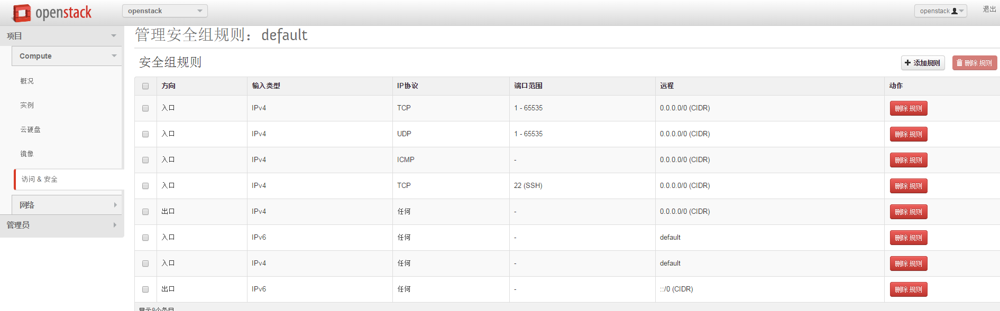 openstack openstack openstack 退出
项目
Compute
概况
实例
云硬盘
镜像
访问 & 安全
网络
管理员
管理安全组规则：default
安全组规则 添加规则 删除 规则
方向 输入类型 IP协议 端口范围 远程 动作
入口 IPv4 TCP 1 - 65535 0.0.0.0/0 (CIDR) 删除 规则
入口 IPv4 UDP 1 - 65535 0.0.0.0/0 (CIDR) 删除 规则
入口 IPv4 ICMP - 0.0.0.0/0 (CIDR) 删除 规则
入口 IPv4 TCP 22 (SSH) 0.0.0.0/0 (CIDR) 删除 规则
出口 IPv4 任何 - 0.0.0.0/0 (CIDR) 删除 规则
入口 IPv6 任何 - default 删除 规则
入口 IPv4 任何 - default 删除 规则
出口 IPv6 任何 - ::/0 (CIDR) 删除 规则
显示8个条目